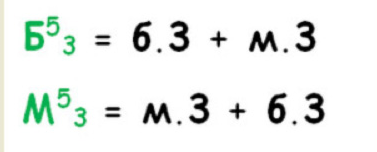 Б⁵₃ = б.3 + м.3
М⁵₃ = м.3 + б.3